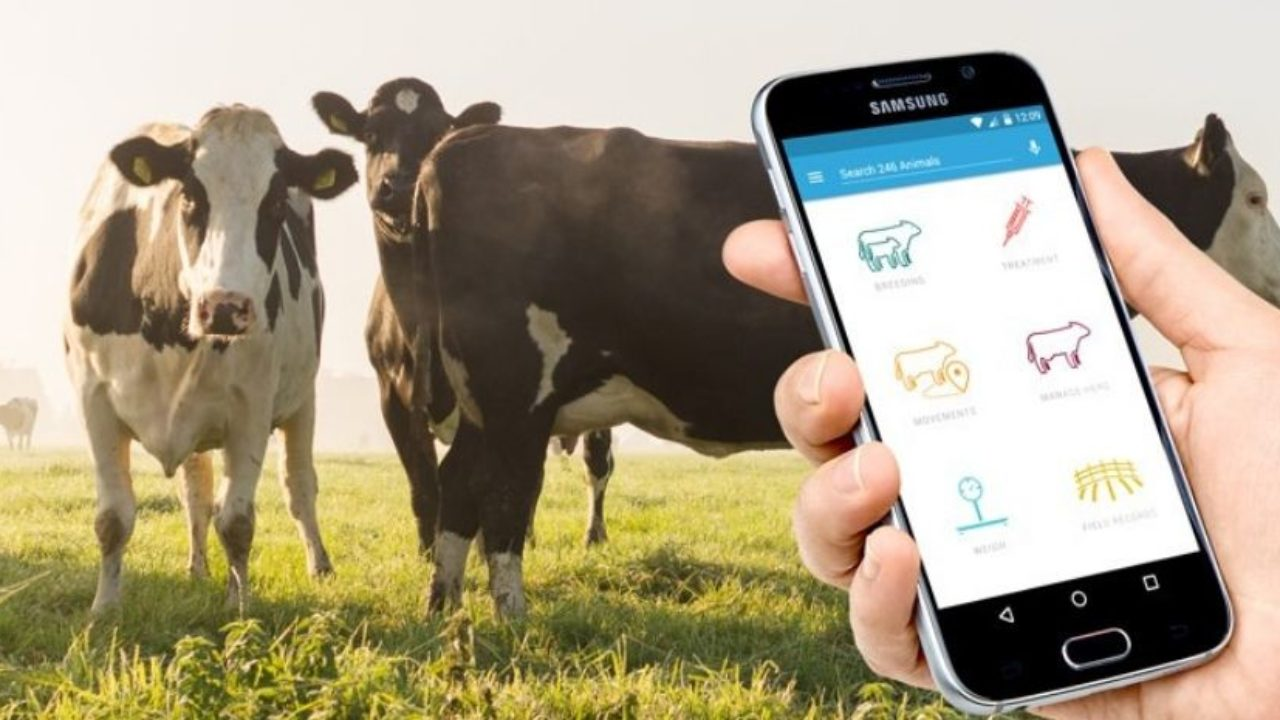 SAMSUNG
12:09
Search 246 Animals
BREEDING
TREATMENT
MOVEMENTS
MANAGE HERD
WEIGH
FIELD RECORDS